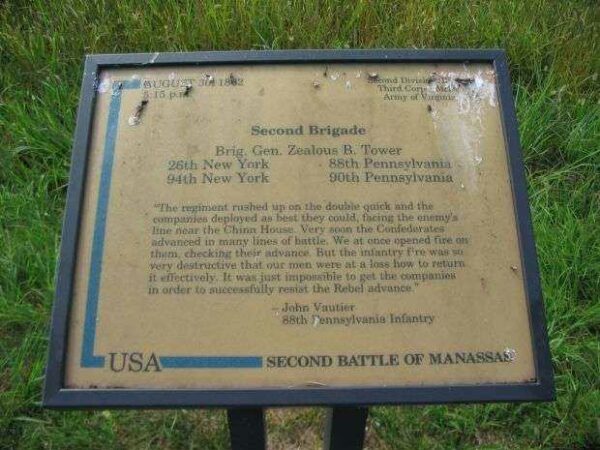 AUGUST 30, 1862
5:15 p.m.
Second Division
Third Corps
Army of Virginia
Second Brigade
Brig. Gen. Zealous B. Tower
26th New York 88th Pennsylvania
94th New York 90th Pennsylvania
"The regiment rushed up on the double quick and the
companies deployed as best they could, facing the enemy's
line near the Chinn House. Very soon the Confederates
advanced in many lines of battle. We at once opened fire on
them, checking their advance. But the infantry fire was so
very destructive that our men were at a loss how to return
it effectively. It was just impossible to get the companies
in order to successfully resist the Rebel advance."
– John Vautier
88th Pennsylvania Infantry
USA SECOND BATTLE OF MANASSAS